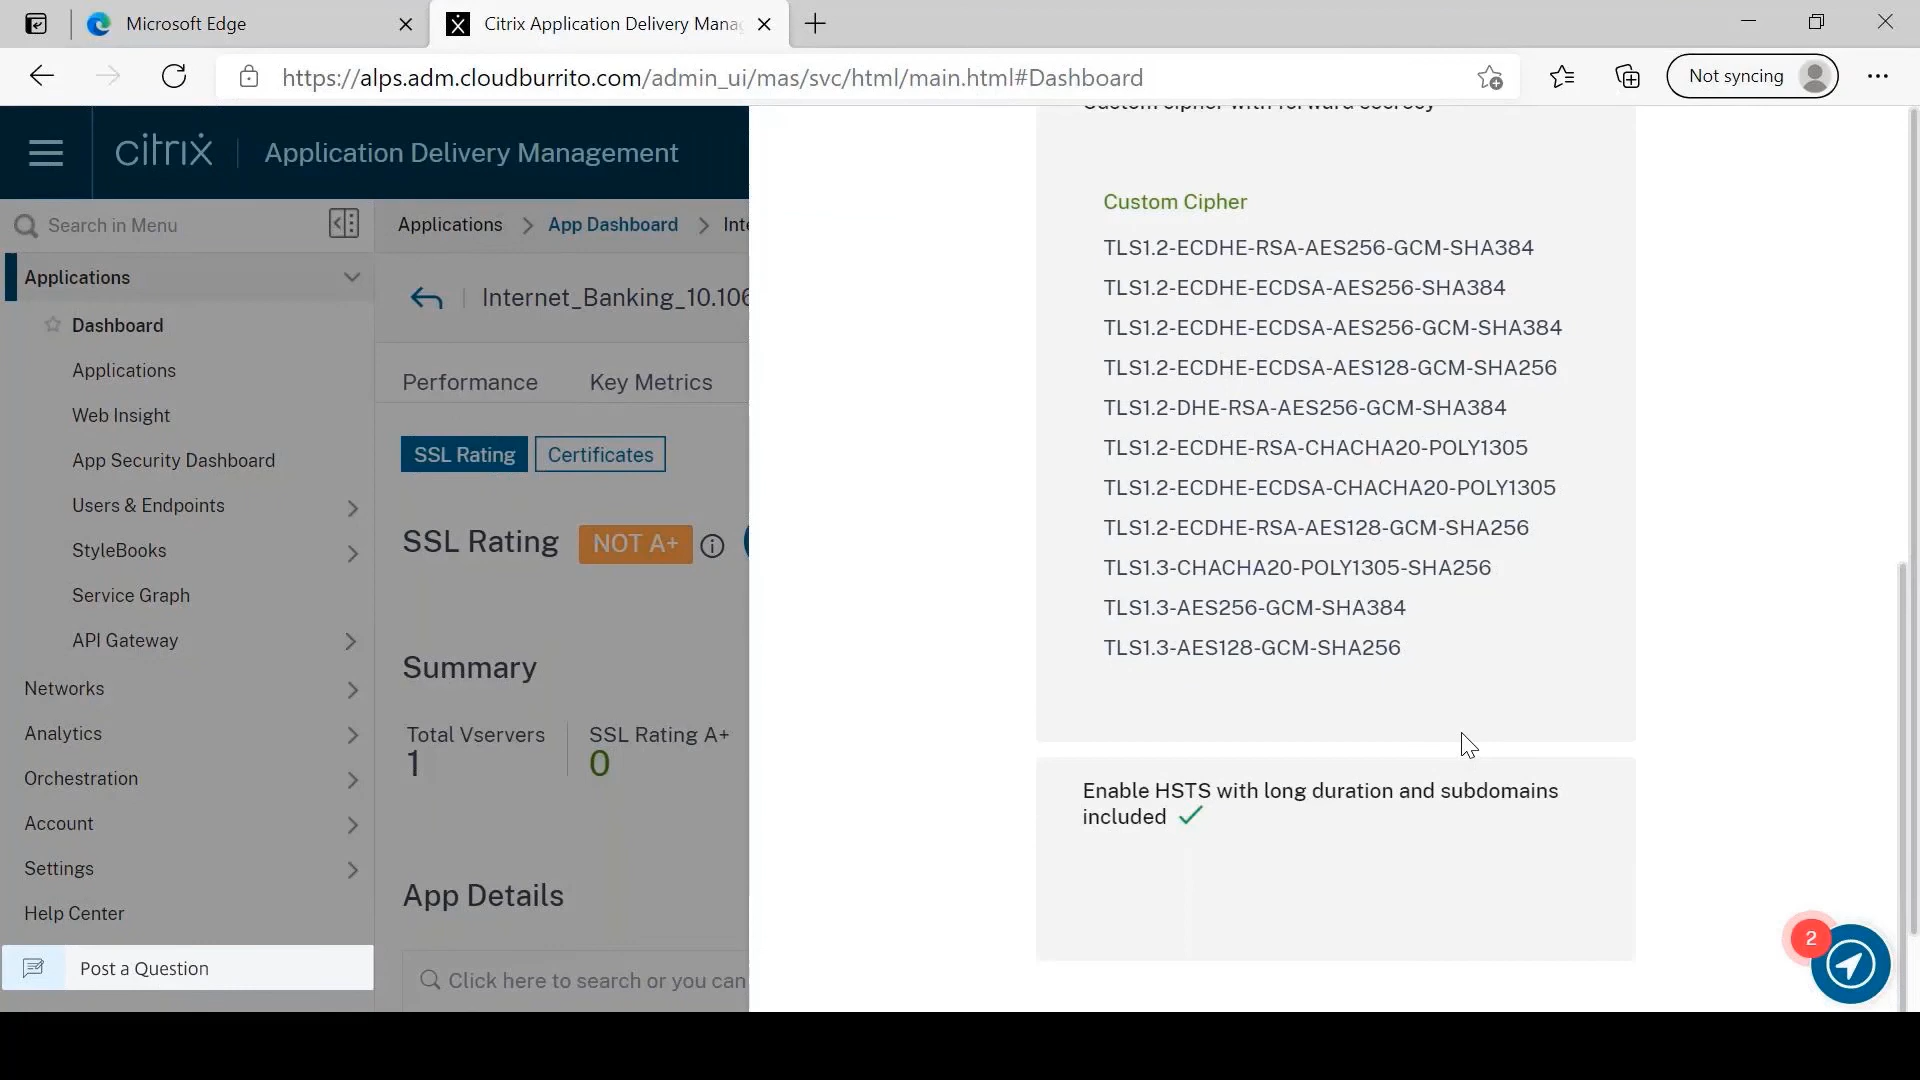 Microsoft Edge
Citrix Application Delivery Mana
https://alps.adm.cloudburrito.com/admin_ui/mas/svc/html/main.html#Dashboard
Not syncing
citrix
Application Delivery Management
Search in Menu
Applications
Dashboard
Applications
Web Insight
App Security Dashboard
Users & Endpoints
StyleBooks
Service Graph
API Gateway
Networks
Analytics
Orchestration
Account
Settings
Help Center
Post a Question
Applications > App Dashboard > Inte
Internet_Banking_10.106
Performance Key Metrics
SSL Rating Certificates
SSL Rating NOT A+
Summary
Total Vservers SSL Rating A+
1 0
App Details
Click here to search or you can
Custom cipher with forward secrecy
Custom Cipher
TLS1.2-ECDHE-RSA-AES256-GCM-SHA384
TLS1.2-ECDHE-ECDSA-AES256-SHA384
TLS1.2-ECDHE-ECDSA-AES256-GCM-SHA384
TLS1.2-ECDHE-ECDSA-AES128-GCM-SHA256
TLS1.2-DHE-RSA-AES256-GCM-SHA384
TLS1.2-ECDHE-RSA-CHACHA20-POLY1305
TLS1.2-ECDHE-ECDSA-CHACHA20-POLY1305
TLS1.2-ECDHE-RSA-AES128-GCM-SHA256
TLS1.3-CHACHA20-POLY1305-SHA256
TLS1.3-AES256-GCM-SHA384
TLS1.3-AES128-GCM-SHA256
Enable HSTS with long duration and subdomains
included
2